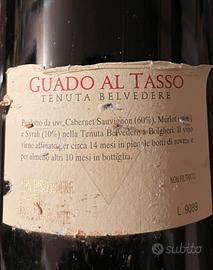 GUADO AL TASSO
TENUTA BELVEDERE
da uve Cabernet Sauvignon (60%), Merlot
e Syrah (10%) nella Tenuta Belvedere a Bolgheri. Il vino
viene affinato per circa 14 mesi in piccole botti di rovere e
per almeno altri 10 mesi in bottiglia.
NON FILTRATO
L. 9089
subito